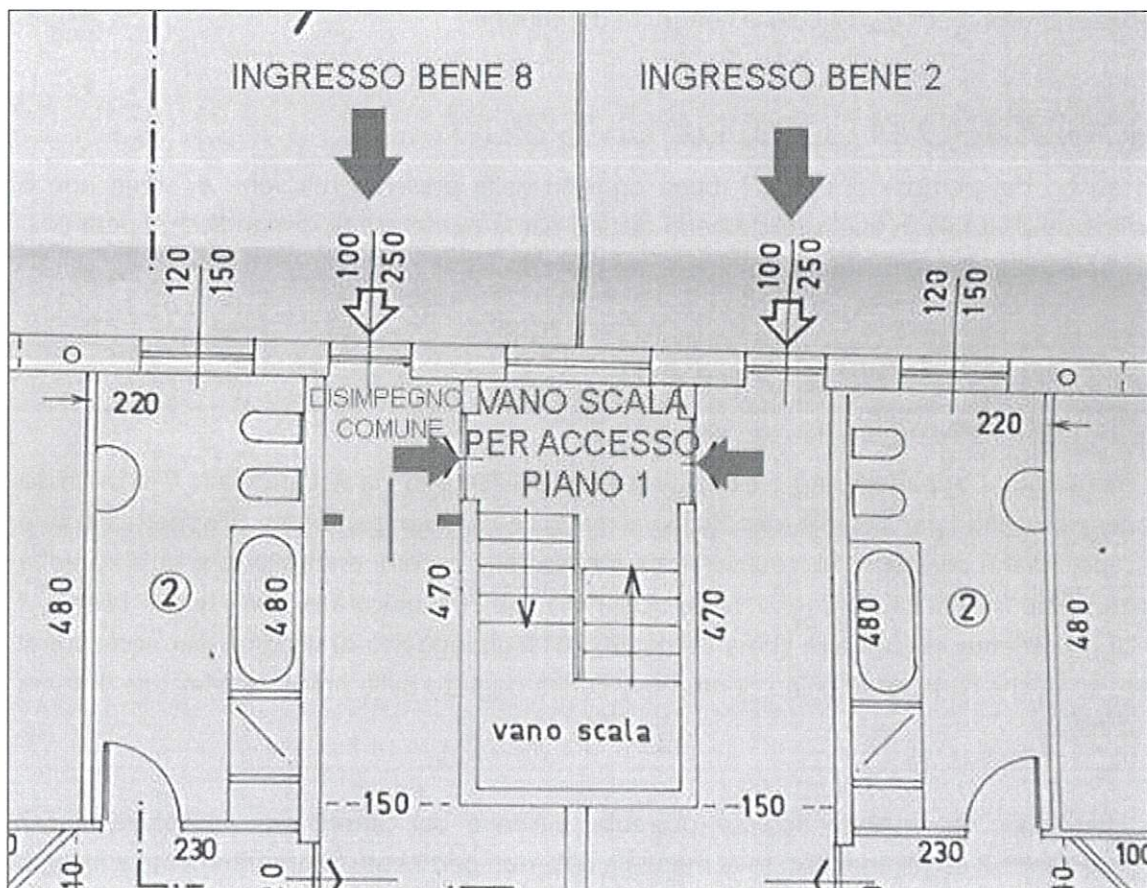 INGRESSO BENE 8
INGRESSO BENE 2
120
150
100
250
100
250
120
150
220
DISIMPEGNO
COMUNE
VANO SCALA
PER ACCESSO
PIANO 1
220
480
2
480
470
470
480
2
480
vano scala
150
150
230
230
100